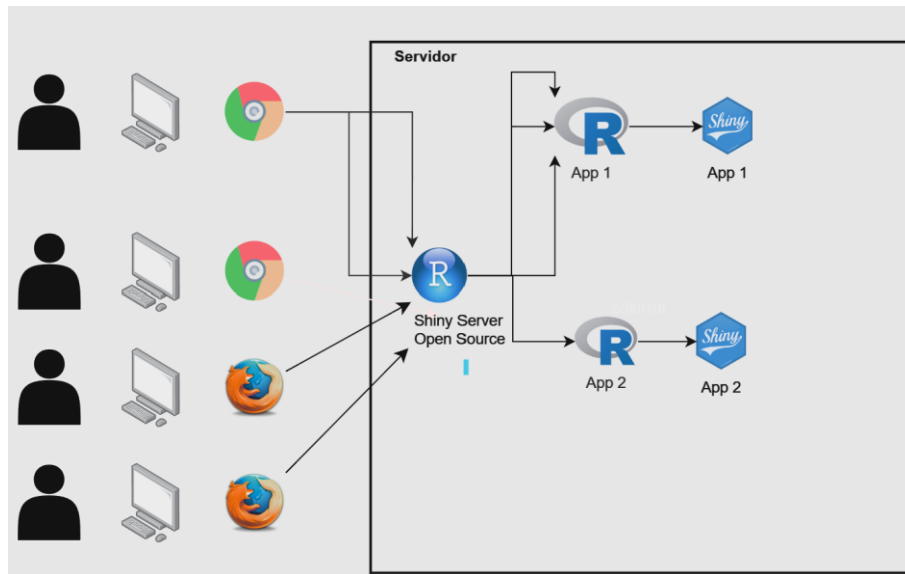 Servidor
Shiny
App 1
App 1
R
Shiny Server
Open Source
Shiny
App 2
App 2